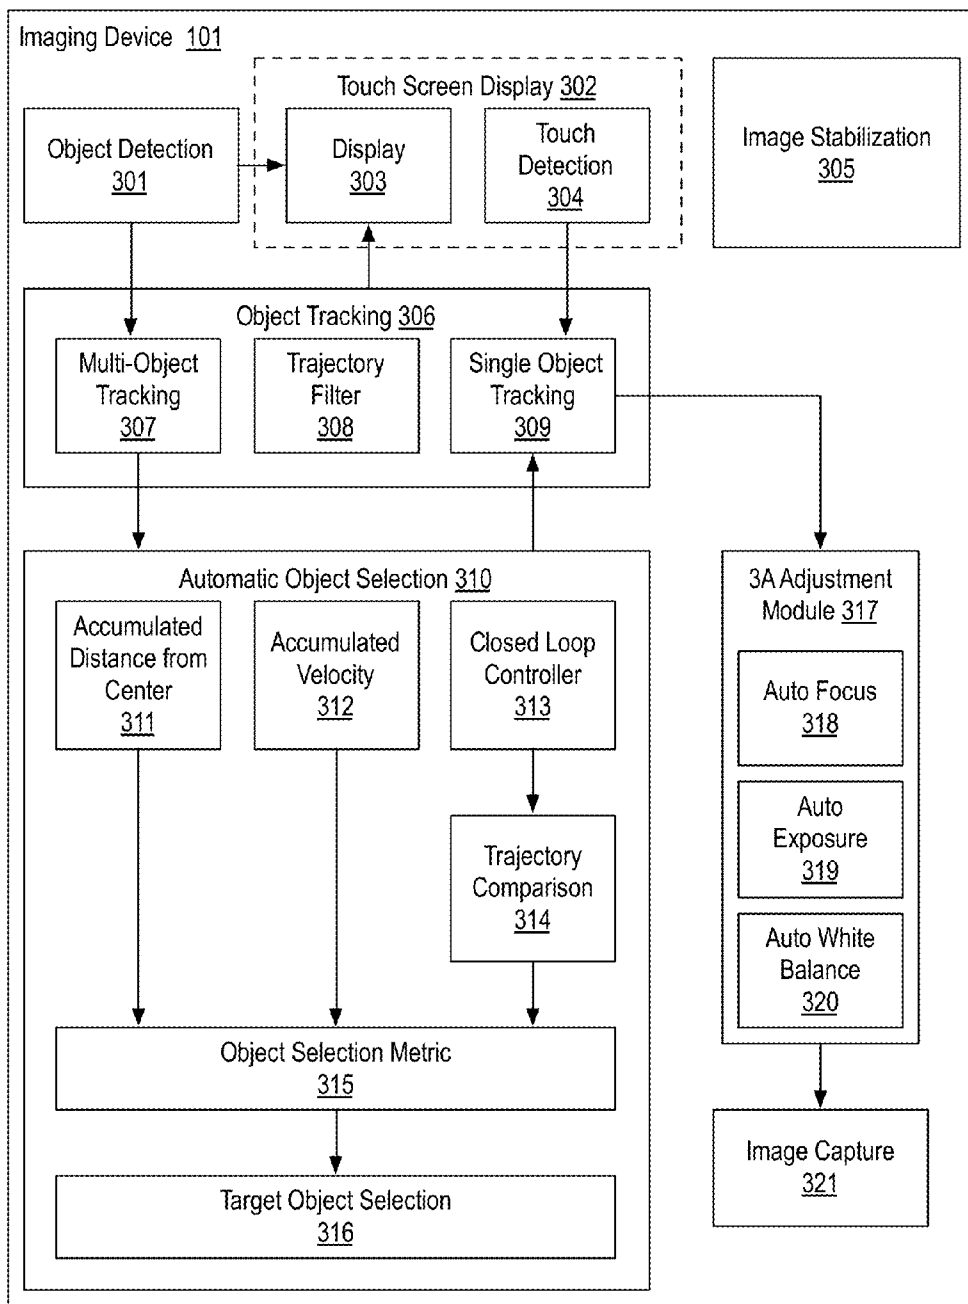 Imaging Device 101
Touch Screen Display 302
Object Detection
301
Display
303
Touch
Detection
304
Image Stabilization
305
Object Tracking 306
Multi-Object
Tracking
307
Trajectory
Filter
308
Single Object
Tracking
309
Automatic Object Selection 310
Accumulated
Distance from
Center
311
Accumulated
Velocity
312
Closed Loop
Controller
313
Trajectory
Comparison
314
Object Selection Metric
315
Target Object Selection
316
3A Adjustment
Module 317
Auto Focus
318
Auto
Exposure
319
Auto White
Balance
320
Image Capture
321